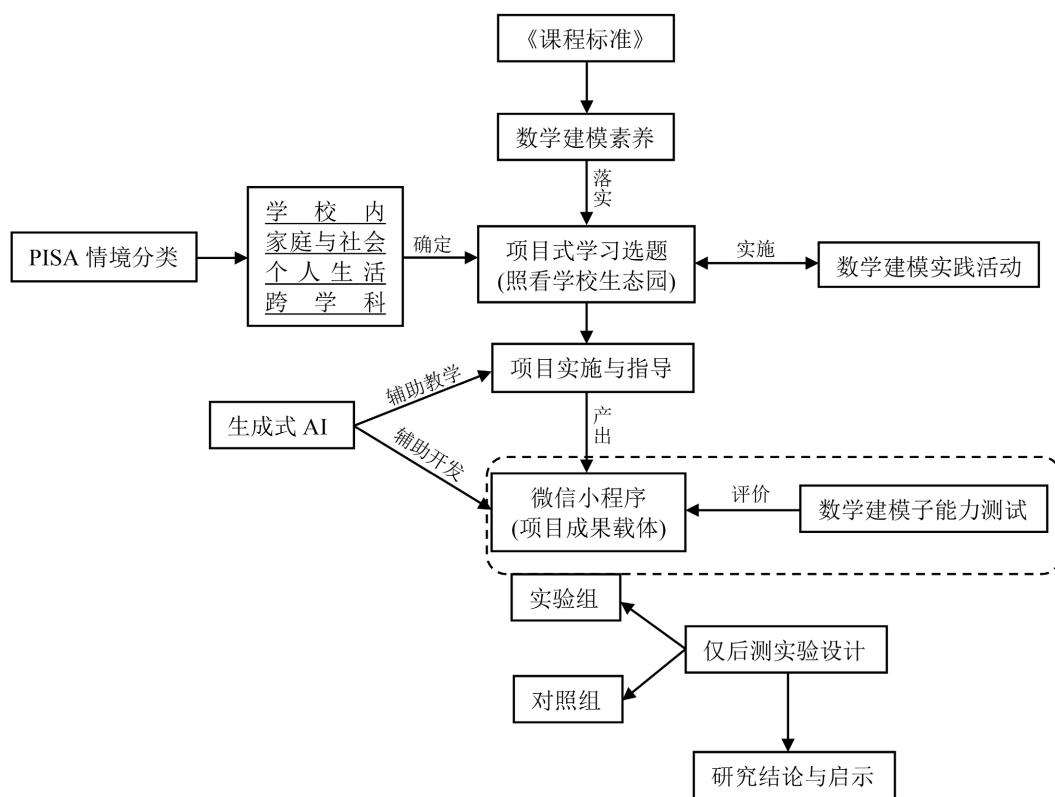 《课程标准》
数学建模素养
落
实
学校内
家庭与社会
个人生活
跨学科
PISA 情境分类
确定
项目式学习选题
(照看学校生态园)
实施
数学建模实践活动
项目实施与指导
辅助教学
生成式 AI
辅助开发
产
出
微信小程序
(项目成果载体)
评价
数学建模子能力测试
实验组
仅后测实验设计
对照组
研究结论与启示